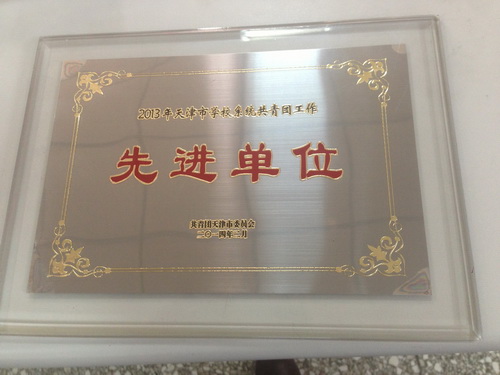 2013年天津市学校系统共青团工作
先进单位
共青团天津市委员会
二〇一四年三月